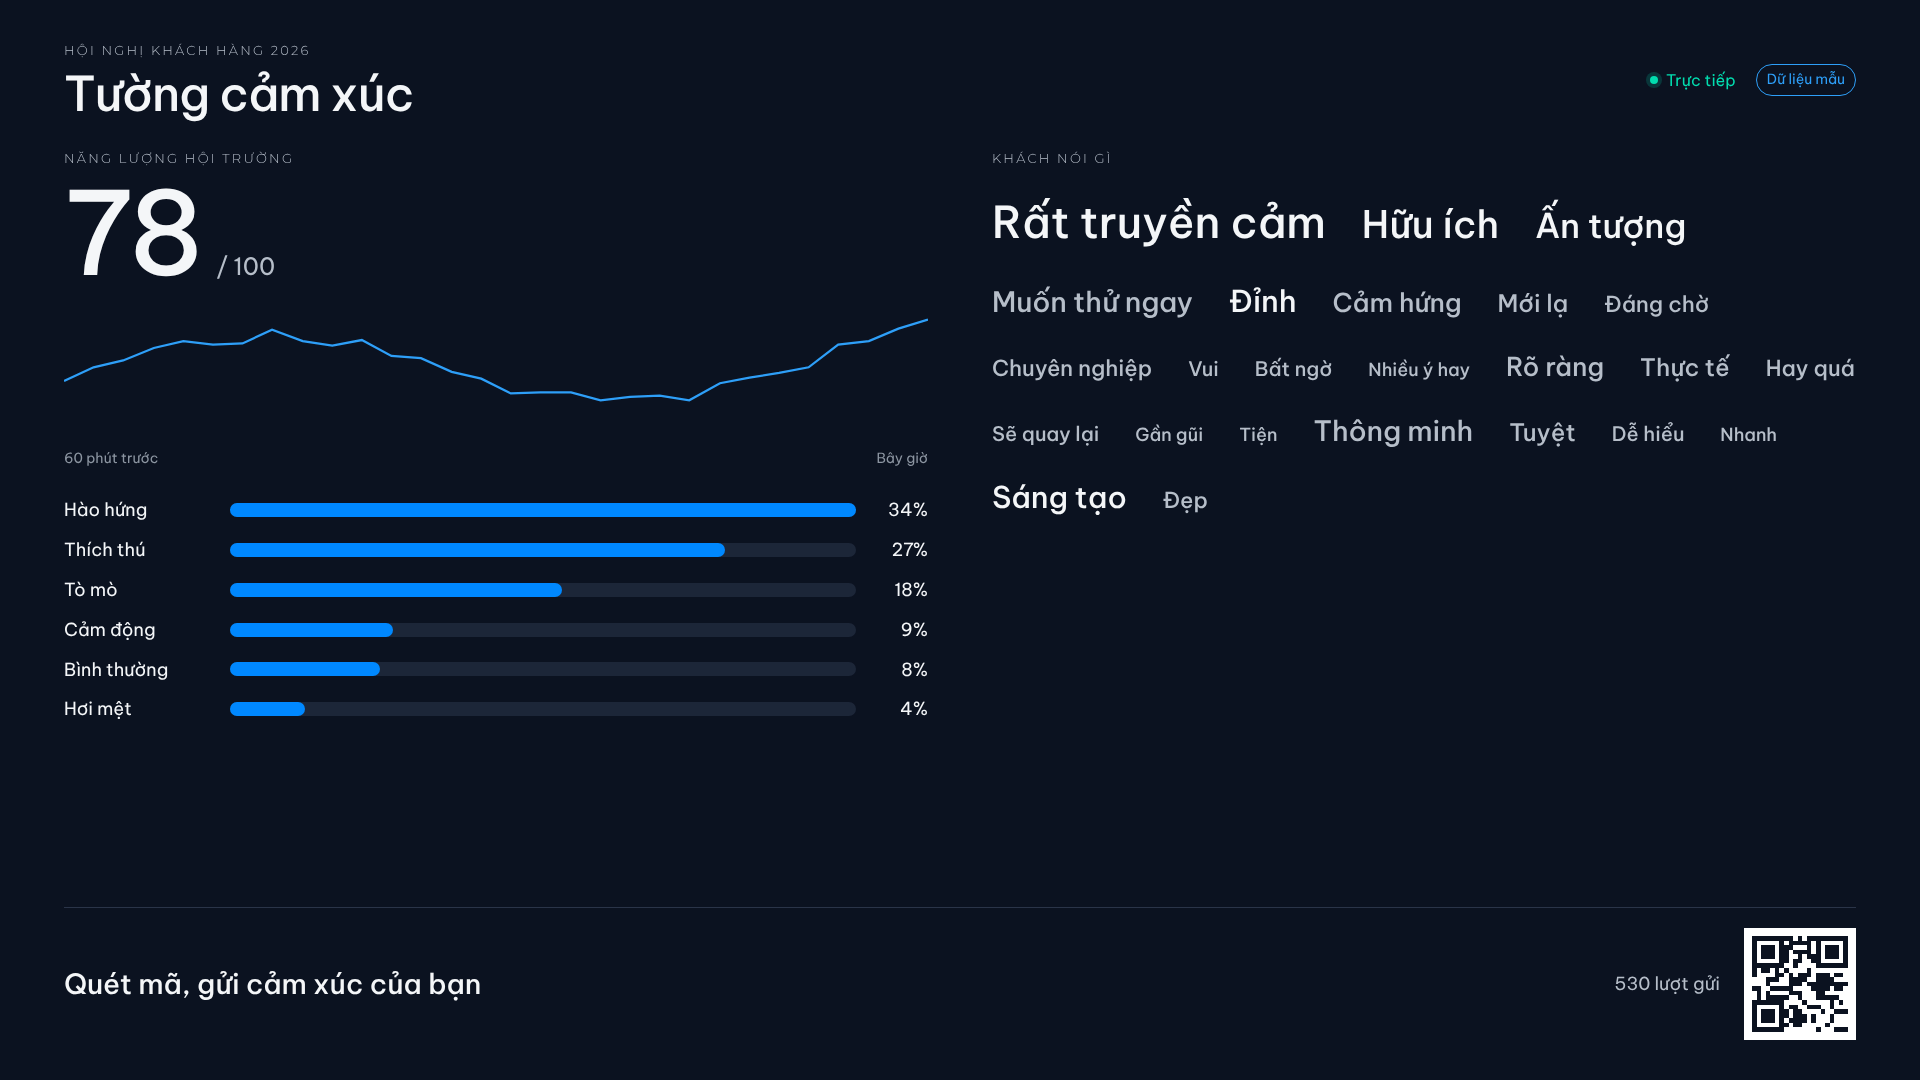 HỘI NGHỊ KHÁCH HÀNG 2026
Tường cảm xúc
Trực tiếp
Dữ liệu mẫu
NĂNG LƯỢNG HỘI TRƯỜNG
78 / 100
60 phút trước Bây giờ
Hào hứng 34%
Thích thú 27%
Tò mò 18%
Cảm động 9%
Bình thường 8%
Hơi mệt 4%
KHÁCH NÓI GÌ
Rất truyền cảm Hữu ích Ấn tượng
Muốn thử ngay Đỉnh Cảm hứng Mới lạ Đáng chờ
Chuyên nghiệp Vui Bất ngờ Nhiều ý hay Rõ ràng Thực tế Hay quá
Sẽ quay lại Gần gũi Tiện Thông minh Tuyệt Dễ hiểu Nhanh
Sáng tạo Đẹp
Quét mã, gửi cảm xúc của bạn
530 lượt gửi